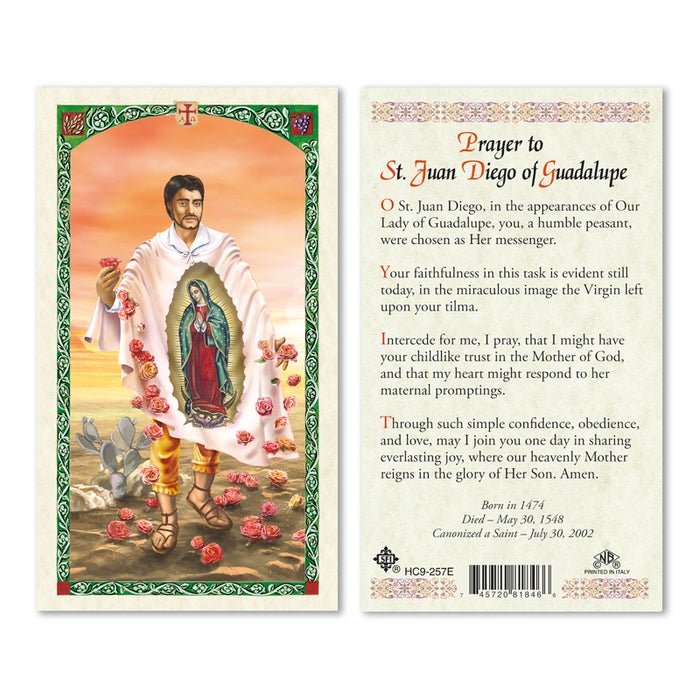 Prayer to
St. Juan Diego of Guadalupe
O St. Juan Diego, in the appearances of Our
Lady of Guadalupe, you, a humble peasant,
were chosen as Her messenger.
Your faithfulness in this task is evident still
today, in the miraculous image the Virgin left
upon your tilma.
Intercede for me, I pray, that I might have
your childlike trust in the Mother of God,
and that my heart might respond to her
maternal promptings.
Through such simple confidence, obedience,
and love, may I join you one day in sharing
everlasting joy, where our heavenly Mother
reigns in the glory of Her Son. Amen.
Born in 1474
Died – May 30, 1548
Canonized a Saint – July 30, 2002
SFI ® HC9-257E
7 45720 81846 6
© NB ®
PRINTED IN ITALY